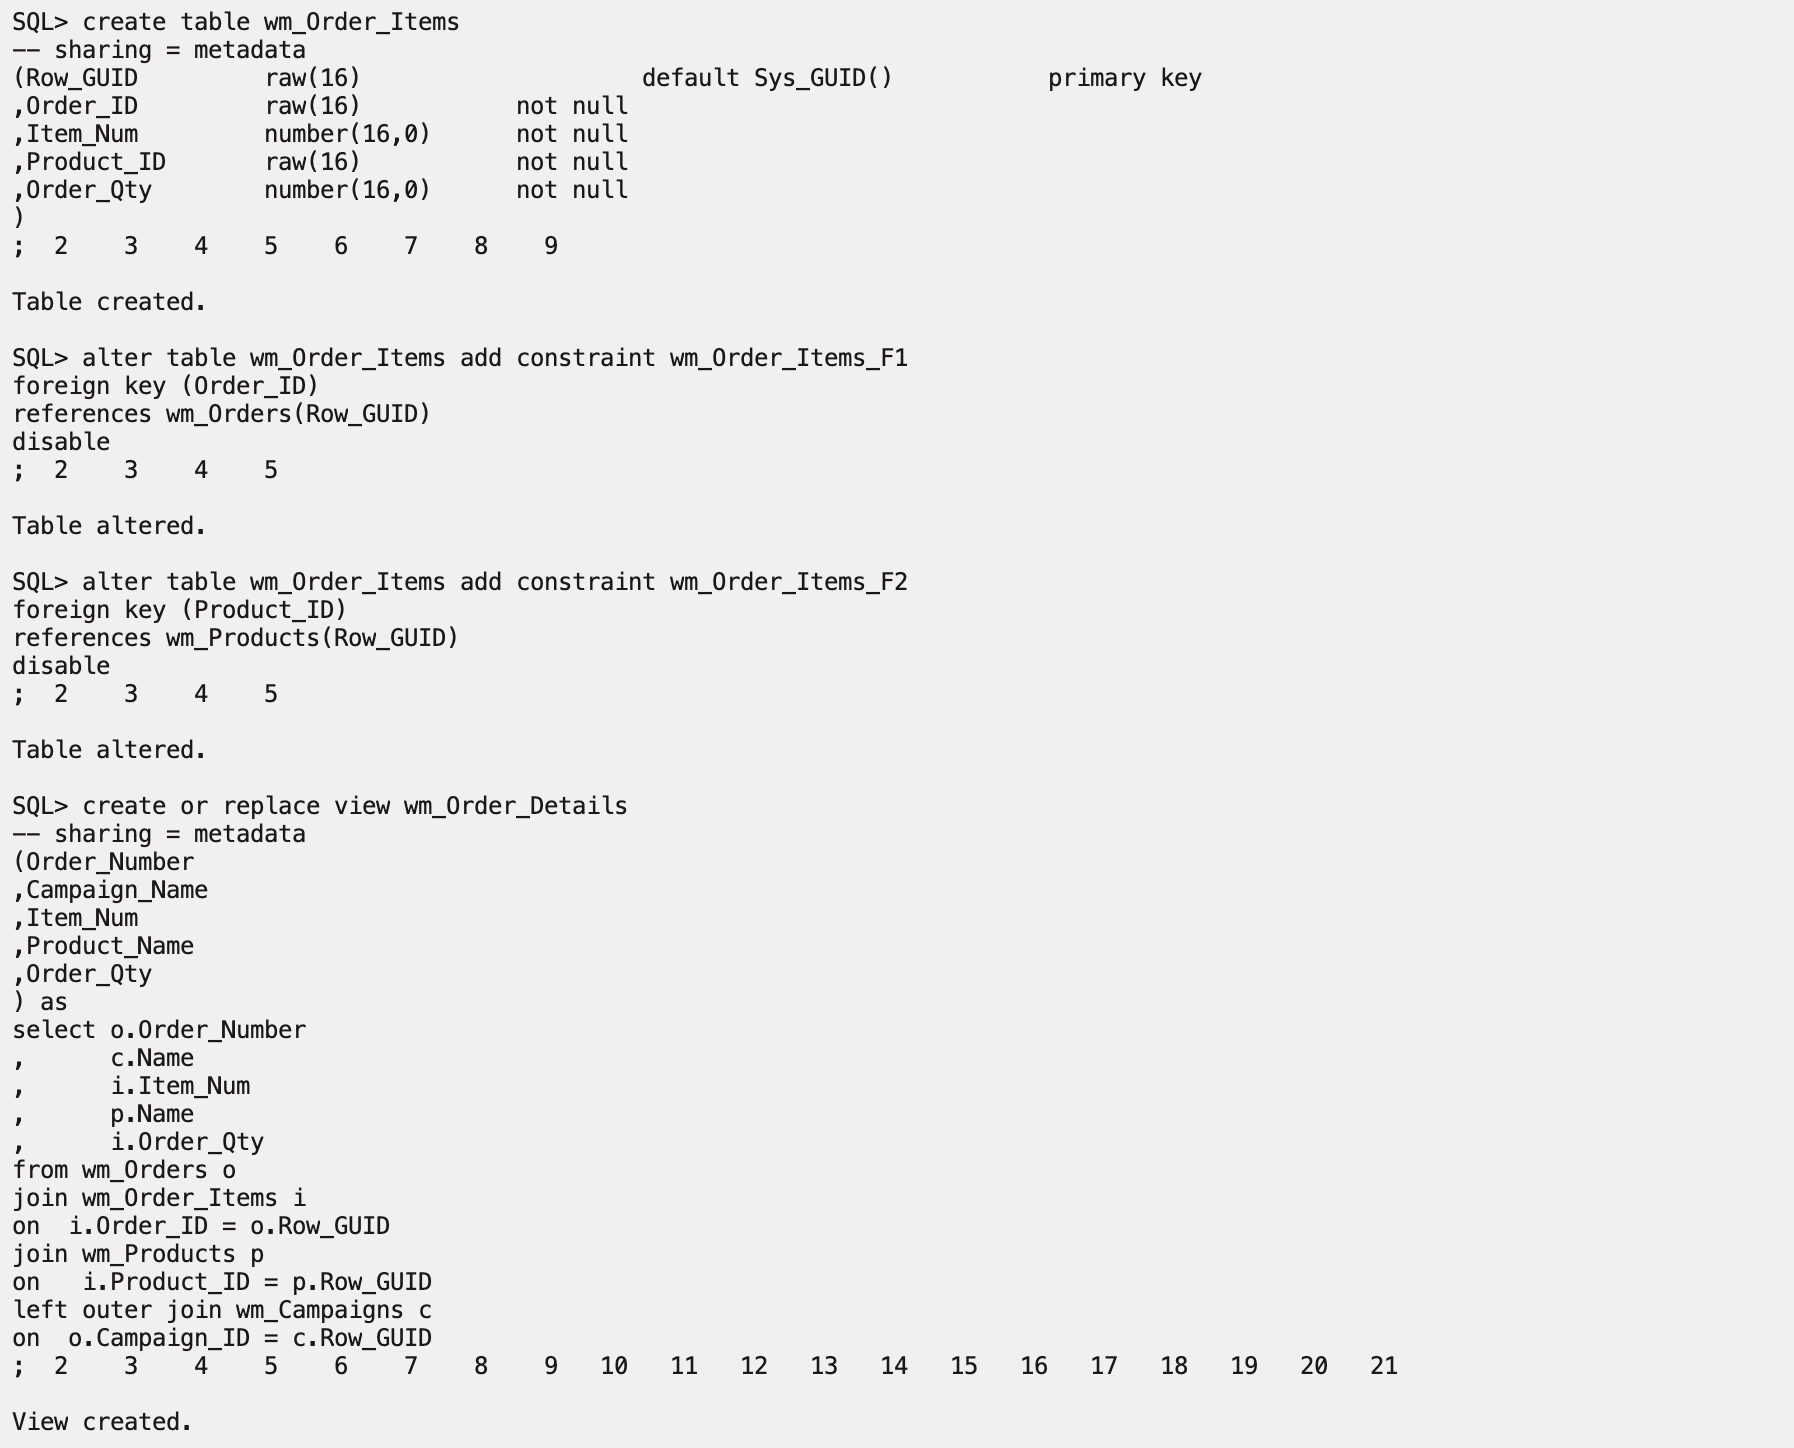 SQL> create table wm_Order_Items
-- sharing = metadata
(Row_GUID         raw(16)                    default Sys_GUID()           primary key
,Order_ID         raw(16)           not null
,Item_Num         number(16,0)      not null
,Product_ID       raw(16)           not null
,Order_Qty        number(16,0)      not null
)
;  2    3    4    5    6    7    8    9
Table created.
SQL> alter table wm_Order_Items add constraint wm_Order_Items_F1
foreign key (Order_ID)
references wm_Orders(Row_GUID)
disable
;  2    3    4    5
Table altered.
SQL> alter table wm_Order_Items add constraint wm_Order_Items_F2
foreign key (Product_ID)
references wm_Products(Row_GUID)
disable
;  2    3    4    5
Table altered.
SQL> create or replace view wm_Order_Details
-- sharing = metadata
(Order_Number
,Campaign_Name
,Item_Num
,Product_Name
,Order_Qty
) as
select o.Order_Number
,      c.Name
,      i.Item_Num
,      p.Name
,      i.Order_Qty
from wm_Orders o
join wm_Order_Items i
on  i.Order_ID = o.Row_GUID
join wm_Products p
on   i.Product_ID = p.Row_GUID
left outer join wm_Campaigns c
on  o.Campaign_ID = c.Row_GUID
;  2    3    4    5    6    7    8    9   10   11   12   13   14   15   16   17   18   19   20   21
View created.